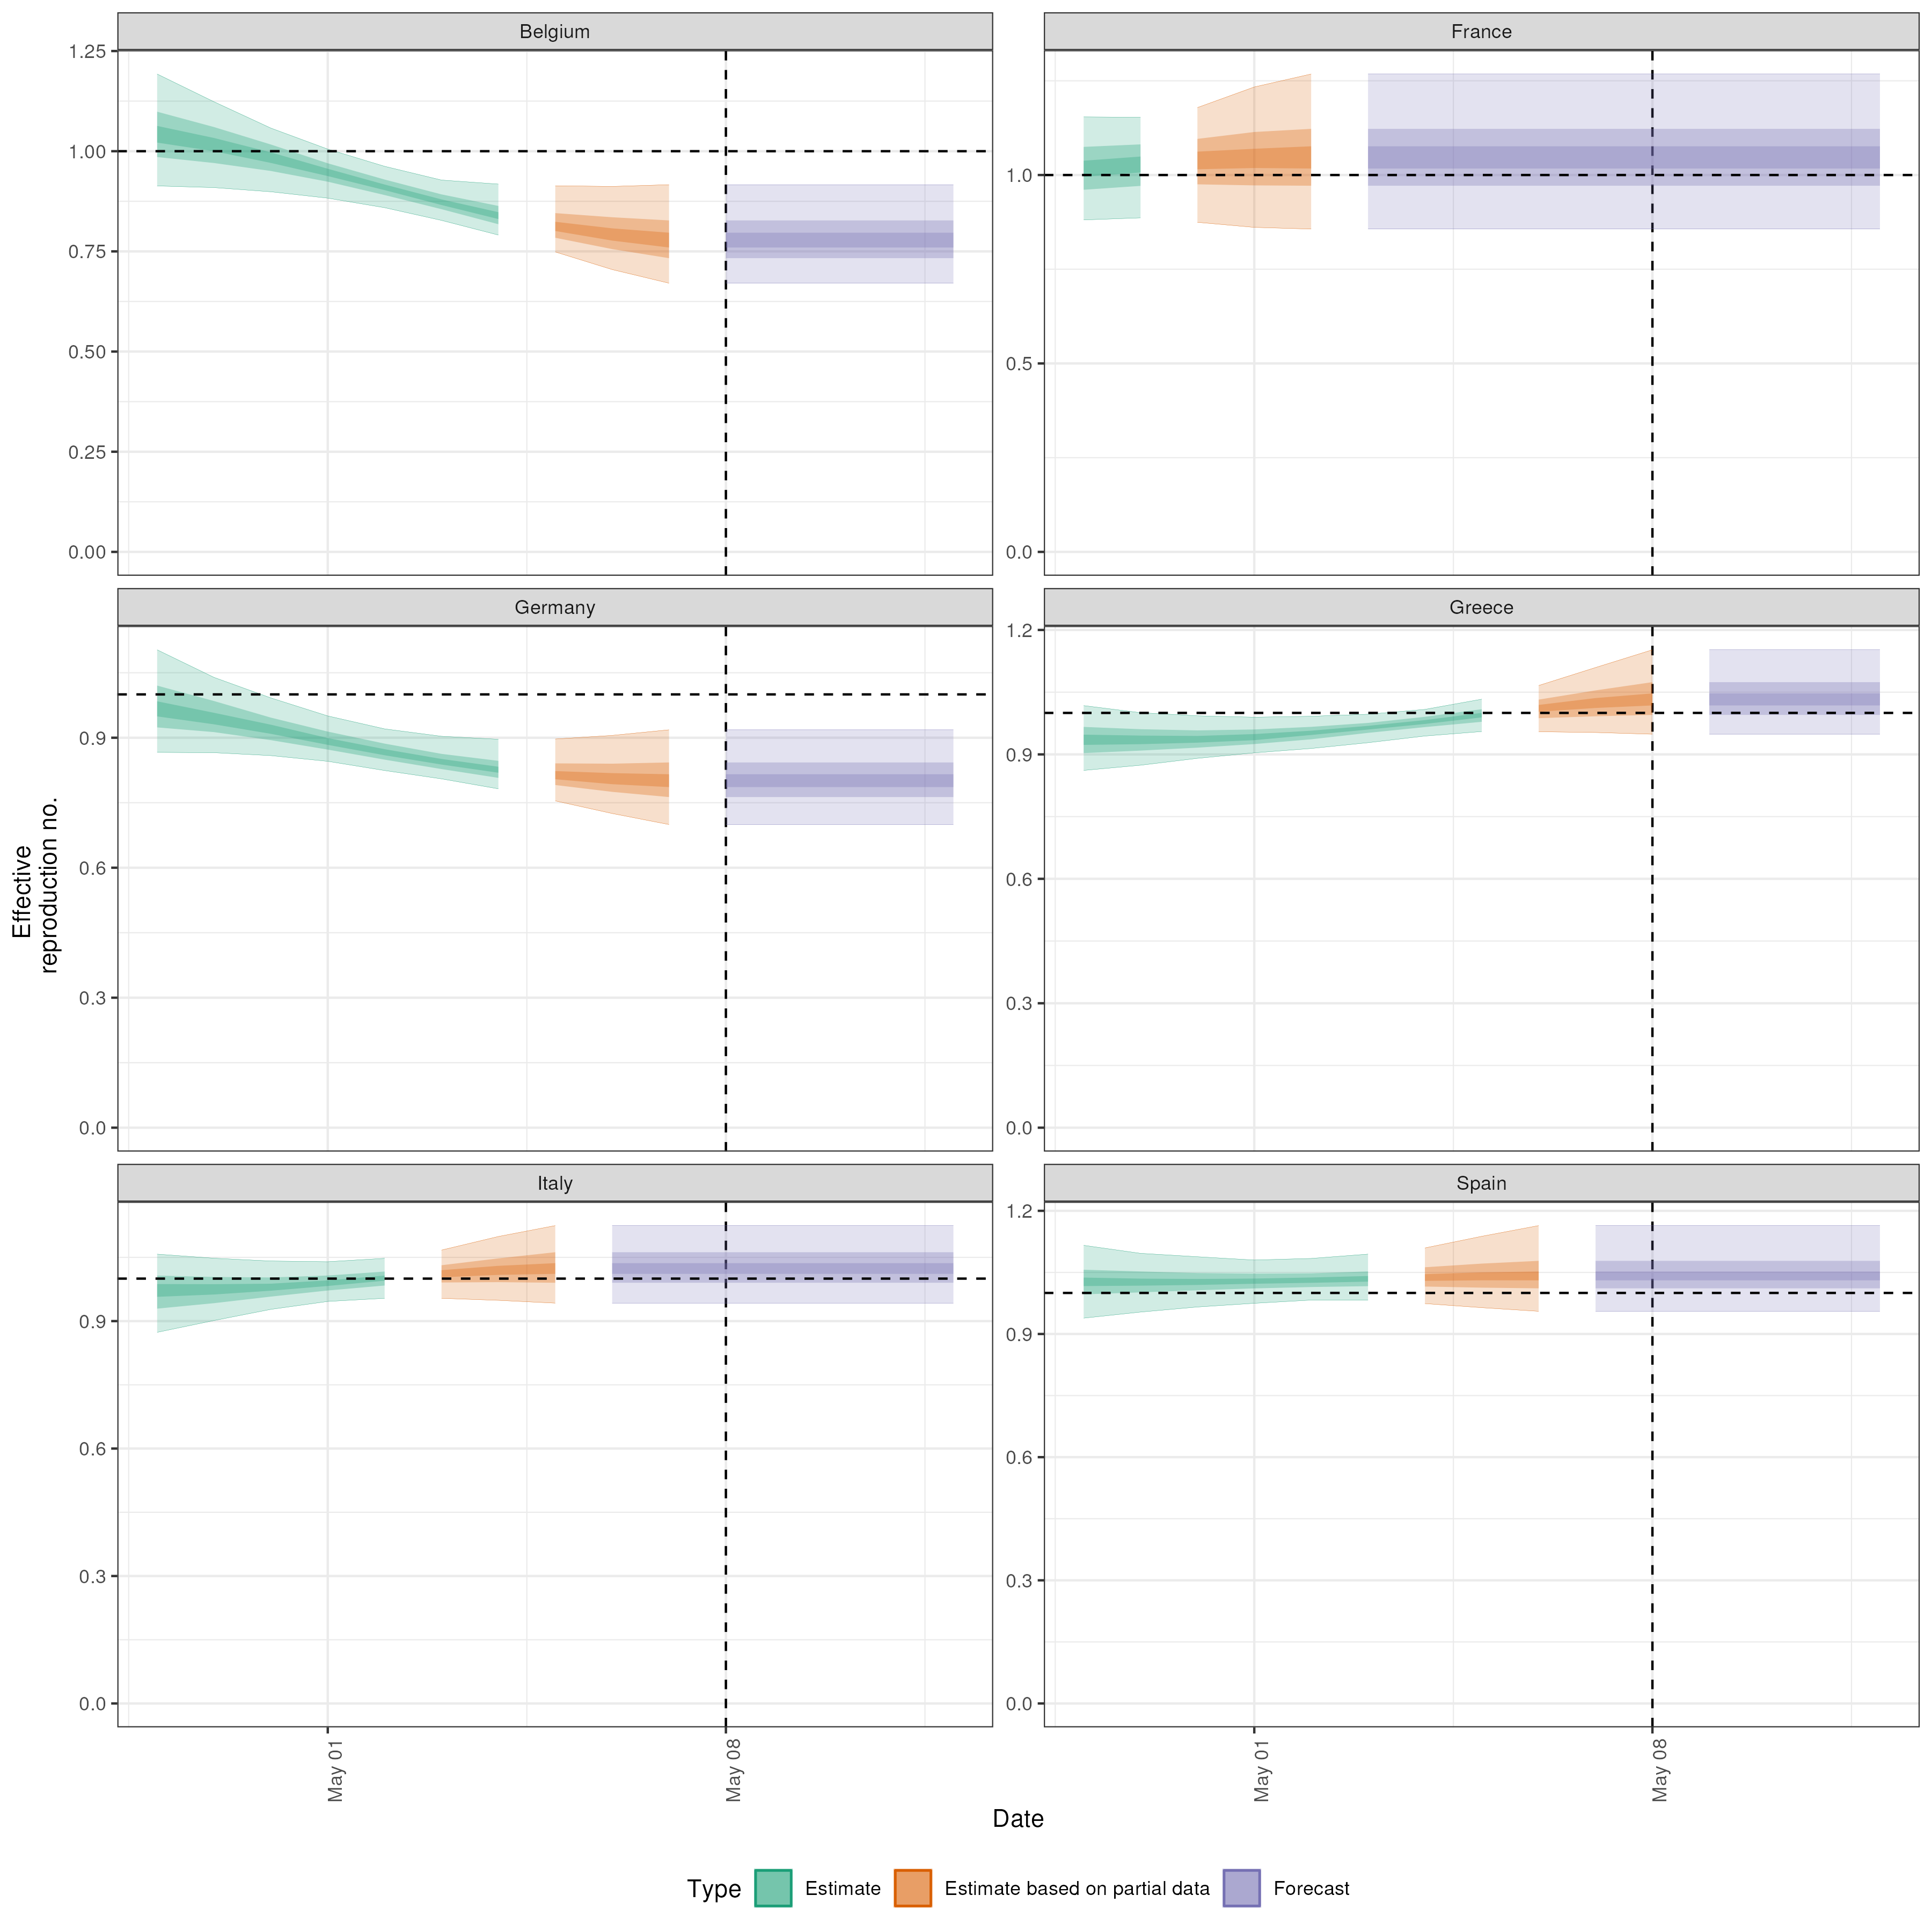 Belgium
France
1.25
1.00
0.75
0.50
0.25
0.00
1.0
0.5
0.0
Germany
Greece
0.9
0.6
0.3
0.0
1.2
0.9
0.6
0.3
0.0
Effective
reproduction no.
Italy
Spain
0.9
0.6
0.3
0.0
1.2
0.9
0.6
0.3
0.0
May 01
May 08
May 01
May 08
Date
Type
Estimate
Estimate based on partial data
Forecast